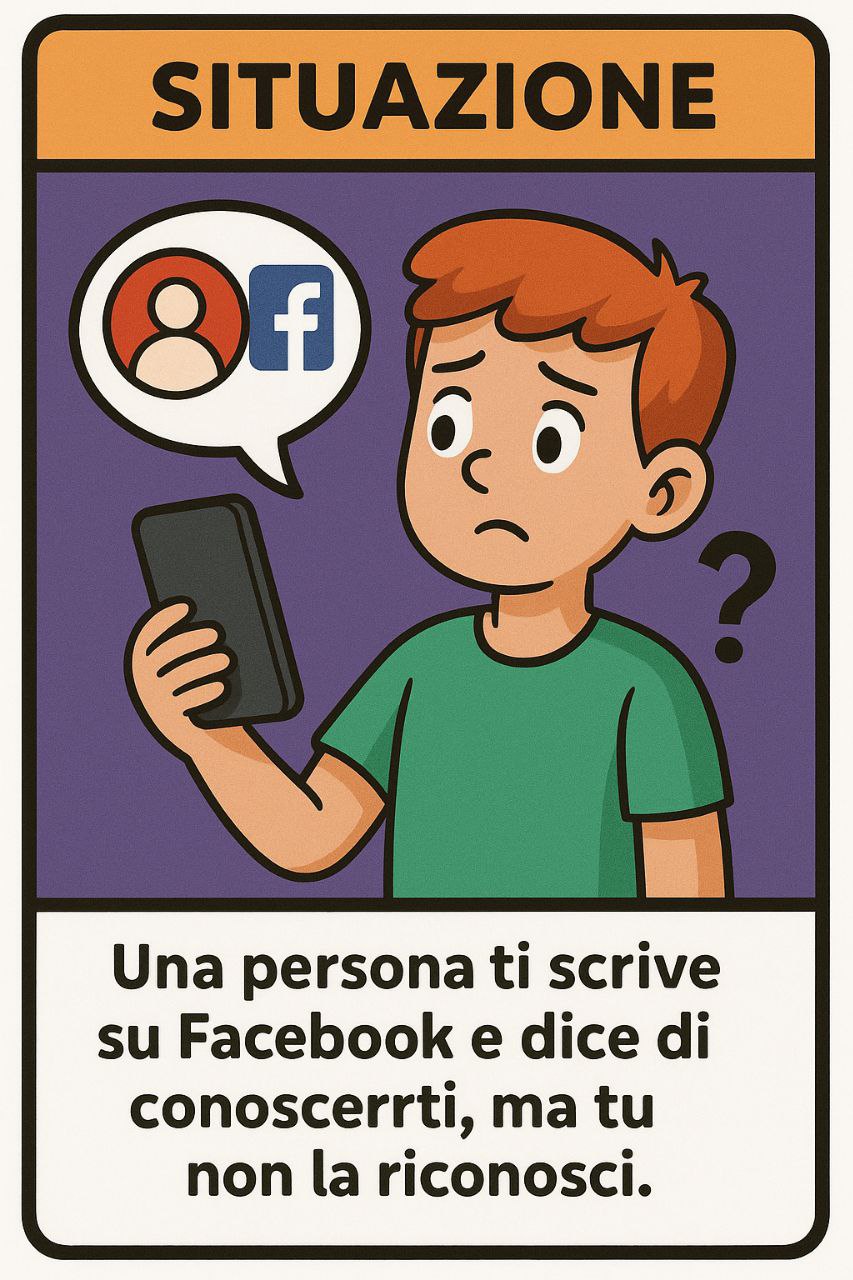 SITUAZIONE
f
?
Una persona ti scrive
su Facebook e dice di
conoscerrti, ma tu
non la riconosci.